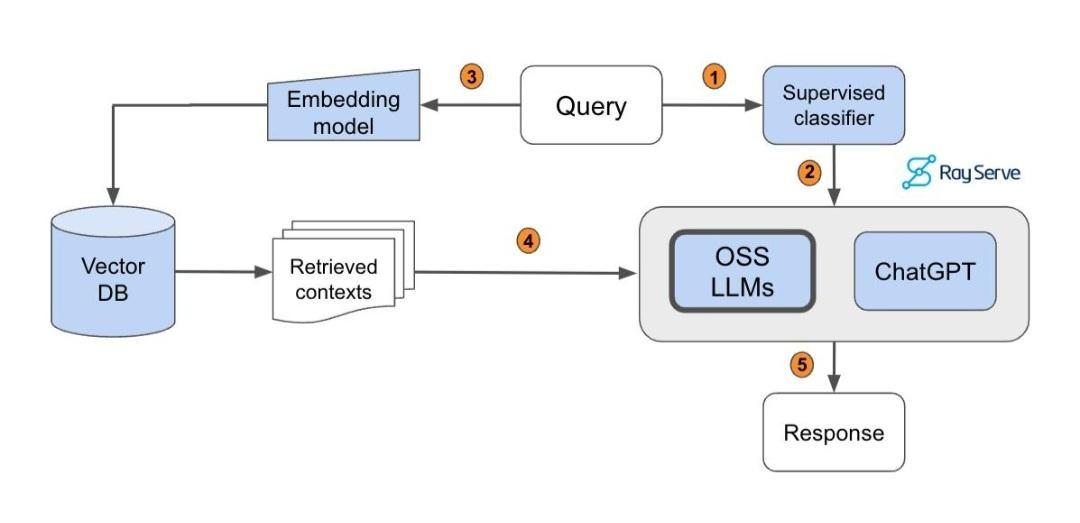 3
1
Query
Embedding
model
Supervised
classifier
2
Ray Serve
Vector
DB
Retrieved
contexts
4
OSS
LLMs
ChatGPT
5
Response